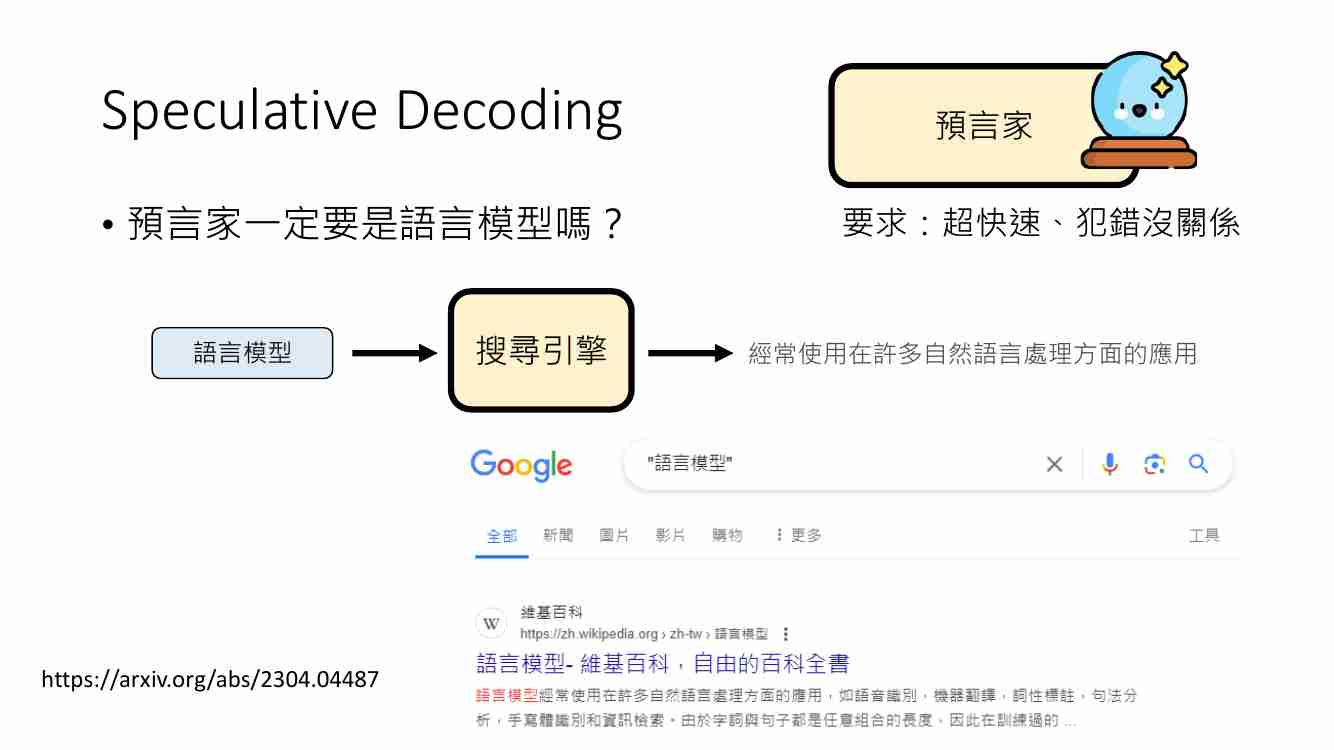 Speculative Decoding
預言家
• 預言家一定要是語言模型嗎？
要求：超快速、犯錯沒關係
語言模型
搜尋引擎
經常使用在許多自然語言處理方面的應用
Google
"語言模型"
全部 新聞 圖片 影片 購物 ⋮ 更多 工具
W
維基百科
https://zh.wikipedia.org › zh-tw › 語言模型 ⋮
語言模型- 維基百科，自由的百科全書
語言模型經常使用在許多自然語言處理方面的應用，如語音識別，機器翻譯，詞性標註，句法分
析，手寫體識別和資訊檢索。由於字詞與句子都是任意組合的長度，因此在訓練過的 ...
https://arxiv.org/abs/2304.04487